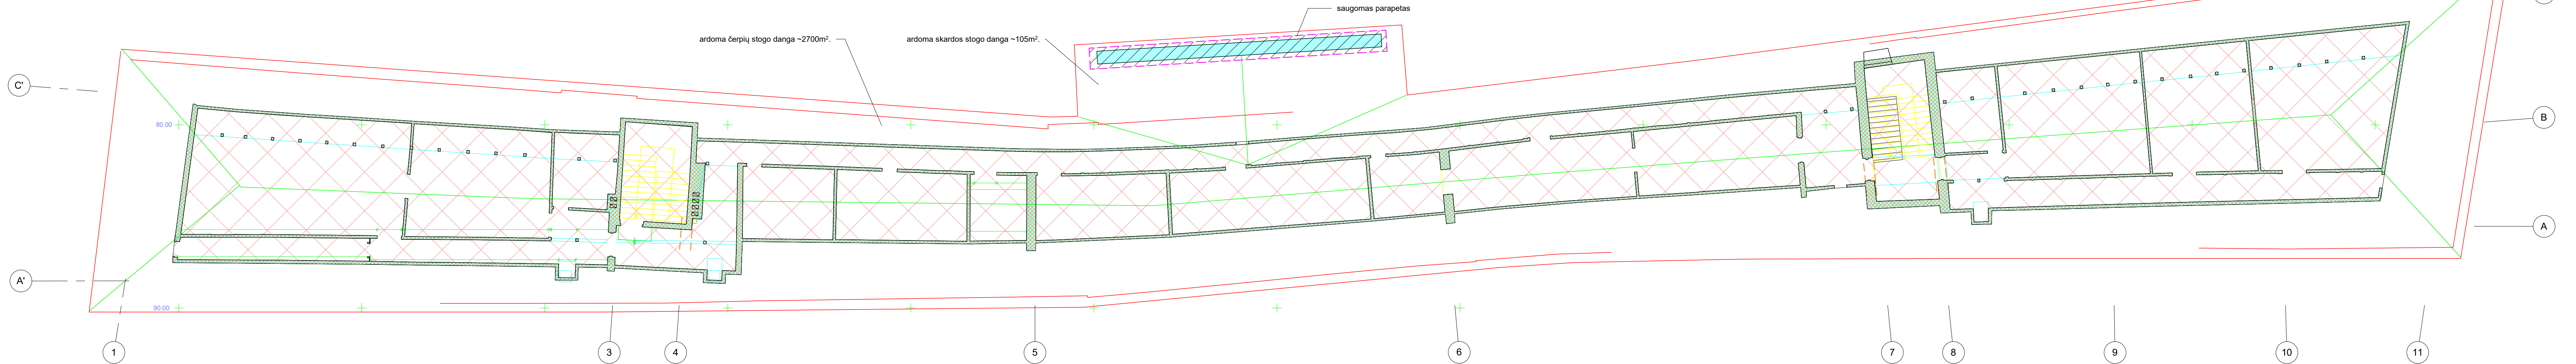 saugomas parapetas
ardoma čerpių stogo danga ~2700m².
ardoma skardos stogo danga ~105m².
C'
80.00
B
A
A'
90.00
1
3
4
5
6
7
8
9
10
11